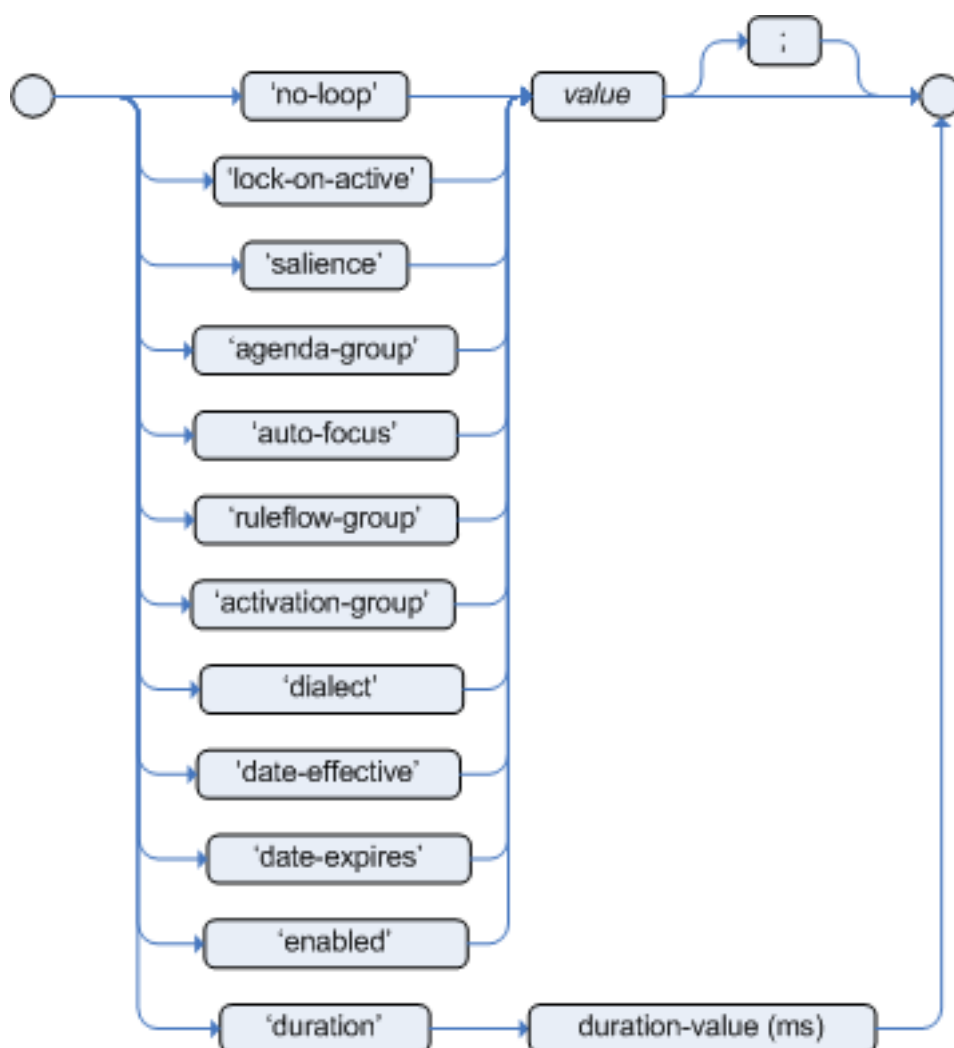 ;
‘no-loop’ value
‘lock-on-active’
‘salience’
‘agenda-group’
‘auto-focus’
‘ruleflow-group’
‘activation-group’
‘dialect’
‘date-effective’
‘date-expires’
‘enabled’
‘duration’ duration-value (ms)